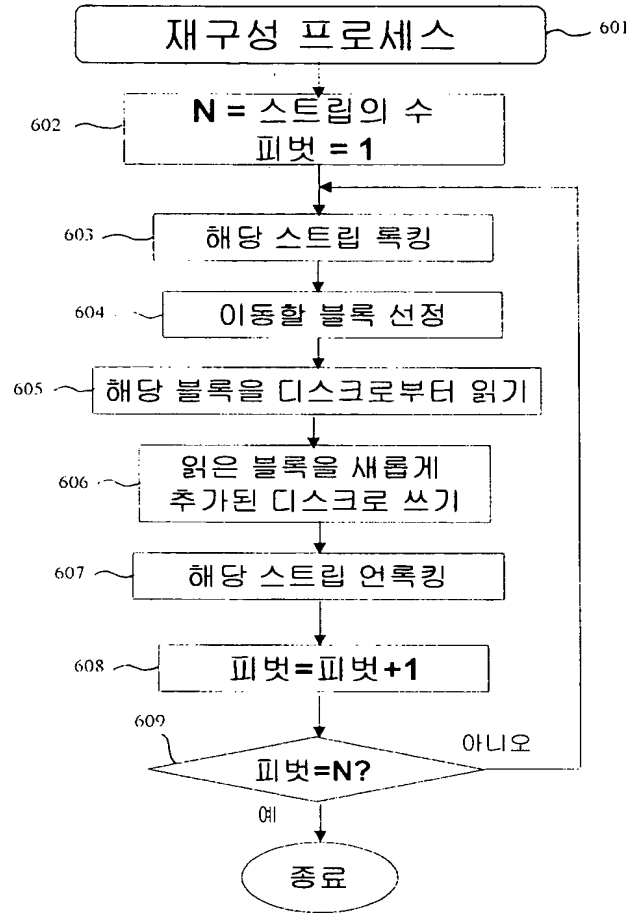 재구성 프로세스
601
602
N = 스트립의 수
피벗 = 1
603
해당 스트립 록킹
604
이동할 블록 선정
605
해당 블록을 디스크로부터 읽기
606
읽은 블록을 새롭게
추가된 디스크로 쓰기
607
해당 스트립 언록킹
608
피벗=피벗+1
609
피벗=N?
아니오
예
종료